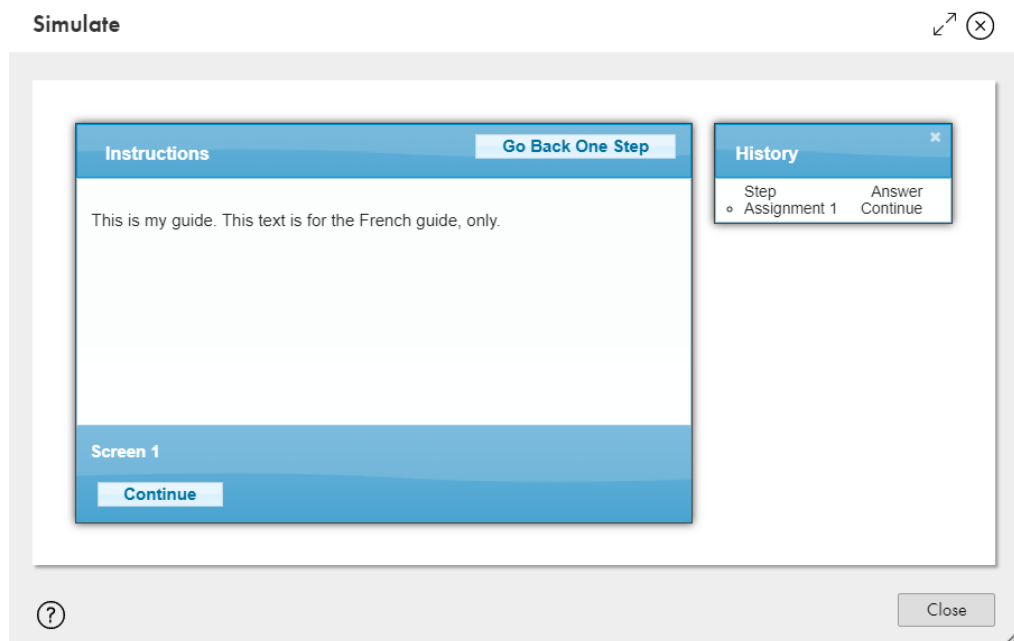 Simulate
Instructions
Go Back One Step
This is my guide. This text is for the French guide, only.
Screen 1
Continue
History
Step Answer
Assignment 1 Continue
Close